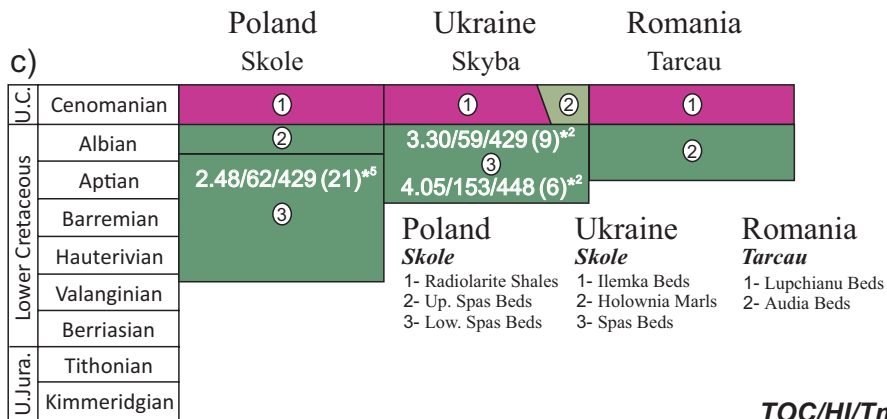 Poland Ukraine Romania
c) Skole Skyba Tarcau
U.C. Cenomanian 1 1 2 1
Lower Cretaceous
Albian 2 3.30/59/429 (9)*2 2
3
Aptian 2.48/62/429 (21)*5 4.05/153/448 (6)*2
Barremian 3
Hauterivian
Valanginian
Berriasian
U.Jura.
Tithonian
Kimmeridgian
Poland
Skole
1- Radiolarite Shales
2- Up. Spas Beds
3- Low. Spas Beds
Ukraine
Skole
1- Ilemka Beds
2- Holownia Marls
3- Spas Beds
Romania
Tarcau
1- Lupchianu Beds
2- Audia Beds